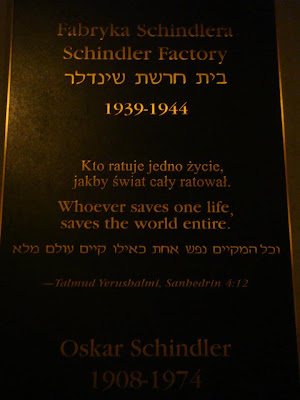 Fabryka Schindlera
Schindler Factory
בית חרשת שינדלר
1939-1944
Kto ratuje jedno życie,
jakby świat cały ratował.
Whoever saves one life,
saves the world entire.
וכל המקיים נפש אחת כאילו קיים עולם מלא
—Talmud Yerushalmi, Sanhedrin 4:12
Oskar Schindler
1908-1974